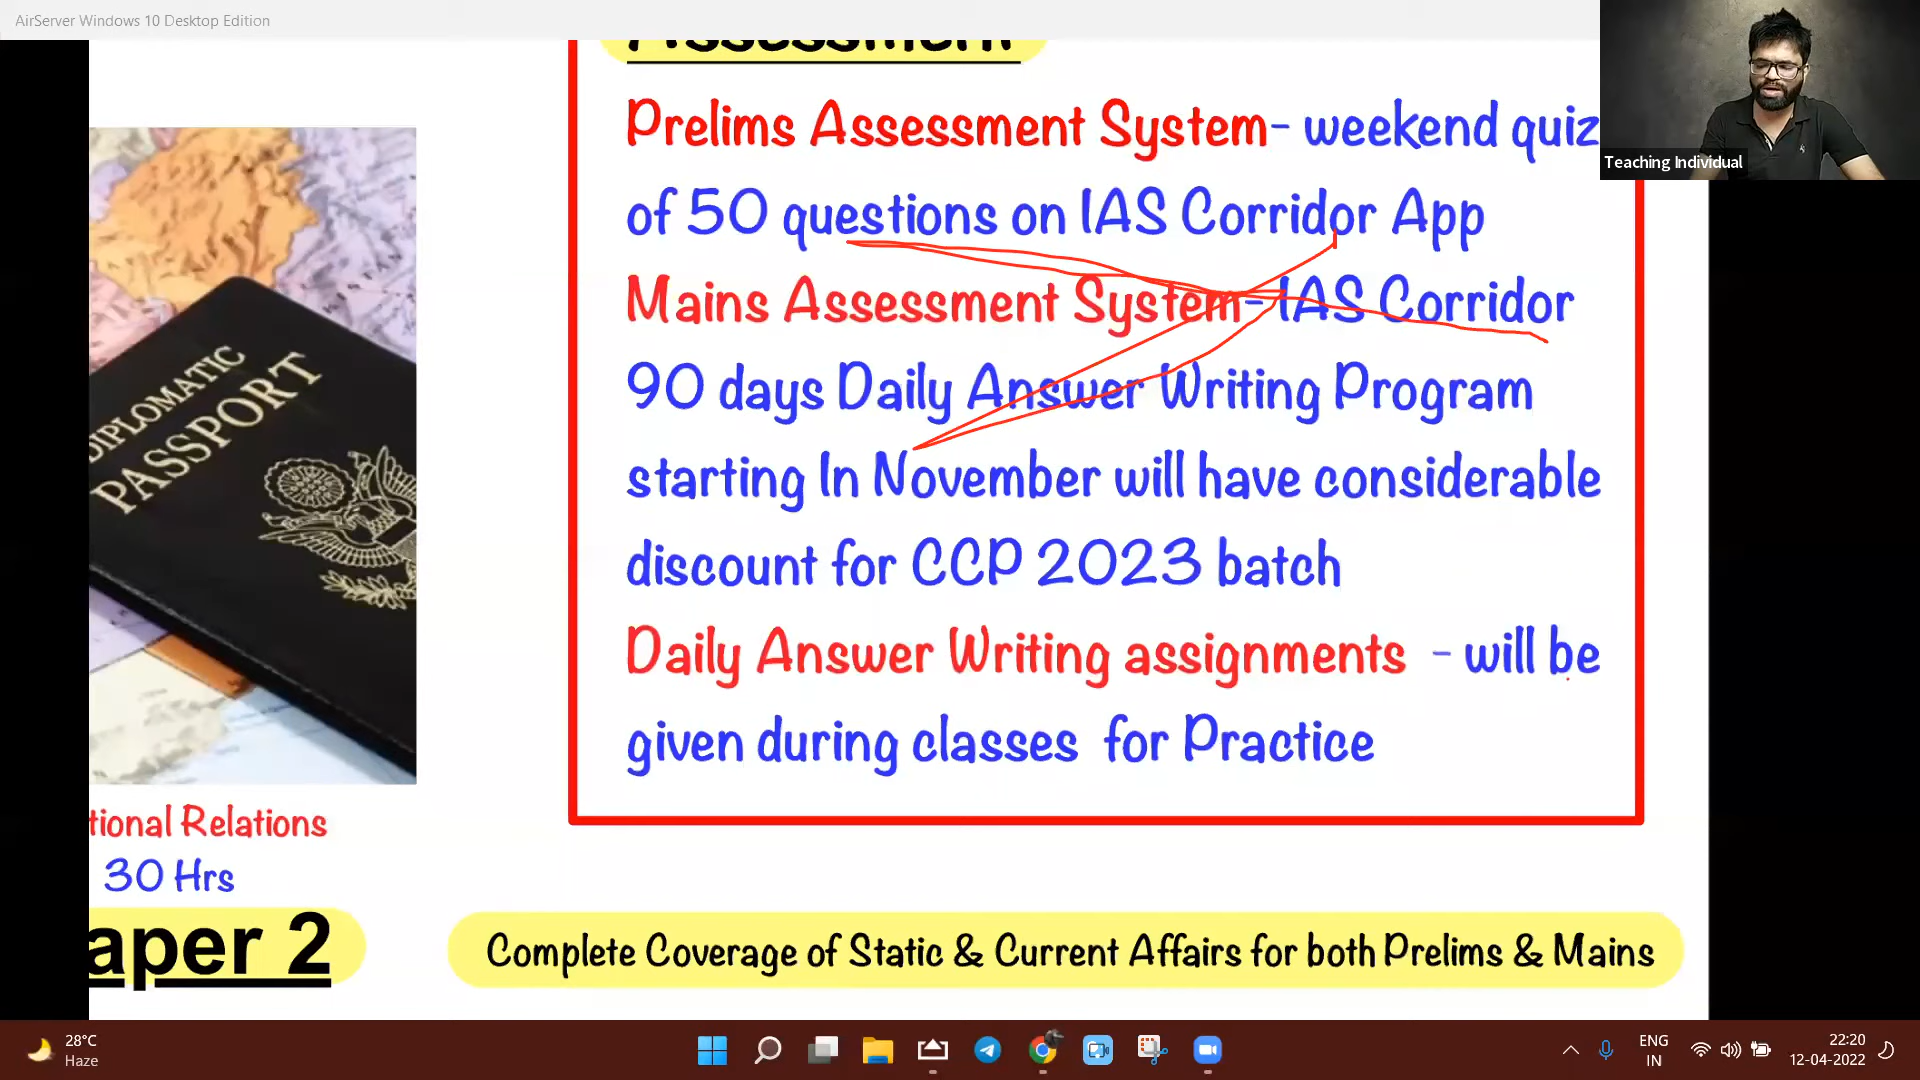 AirServer Windows 10 Desktop Edition
Assessment
Prelims Assessment System- weekend quiz
of 50 questions on IAS Corridor App
Mains Assessment System- IAS Corridor
90 days Daily Answer Writing Program
starting In November will have considerable
discount for CCP 2023 batch
Daily Answer Writing assignments - will be
given during classes for Practice
Teaching Individual
DIPLOMATIC
PASSPORT
tional Relations
30 Hrs
aper 2
Complete Coverage of Static & Current Affairs for both Prelims & Mains
28°C
Haze
ENG
IN
22:20
12-04-2022